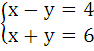 x − y = 4
x + y = 6